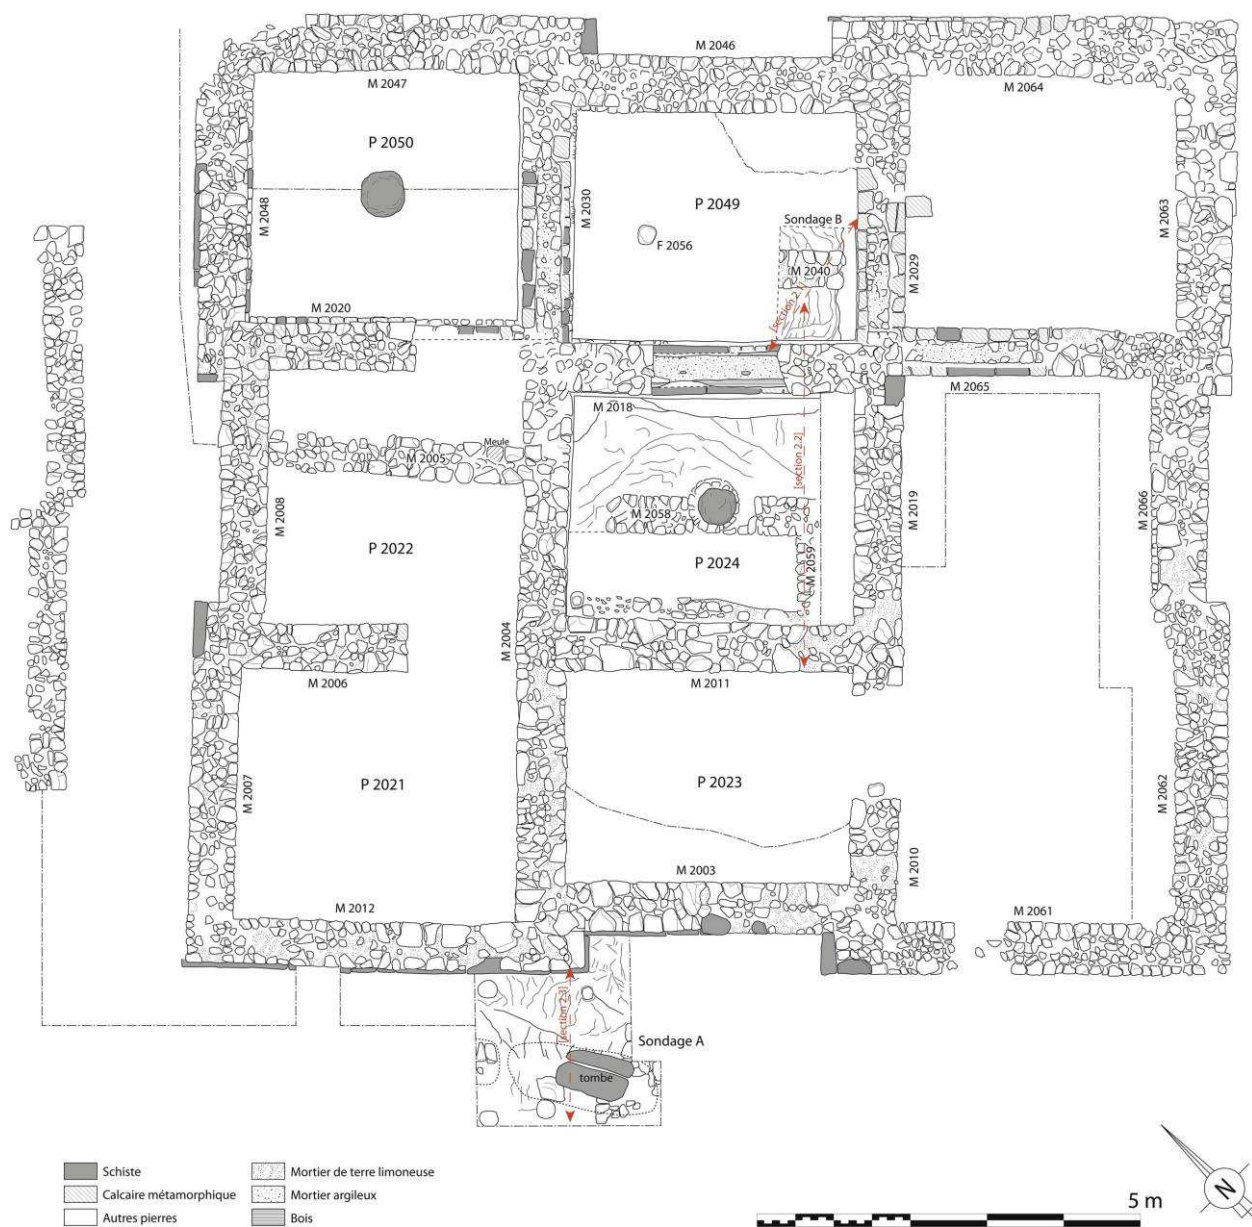 M 2046
M 2047
M 2064
P 2050
M 2048
M 2030
P 2049
M 2063
Sondage B
F 2056
M 2040
M 2029
[section 2.1]
M 2020
M 2065
M 2018
Meule
M 2005
[section 2.2]
M 2008
M 2019
M 2066
M 2058
P 2022
P 2024
M 2059
M 2004
M 2006
M 2011
M 2007
P 2021
P 2023
M 2062
M 2003
M 2010
M 2012
M 2061
[section 2.3]
Sondage A
tombe
Schiste
Mortier de terre limoneuse
Calcaire métamorphique
Mortier argileux
Autres pierres
Bois
5 m
N